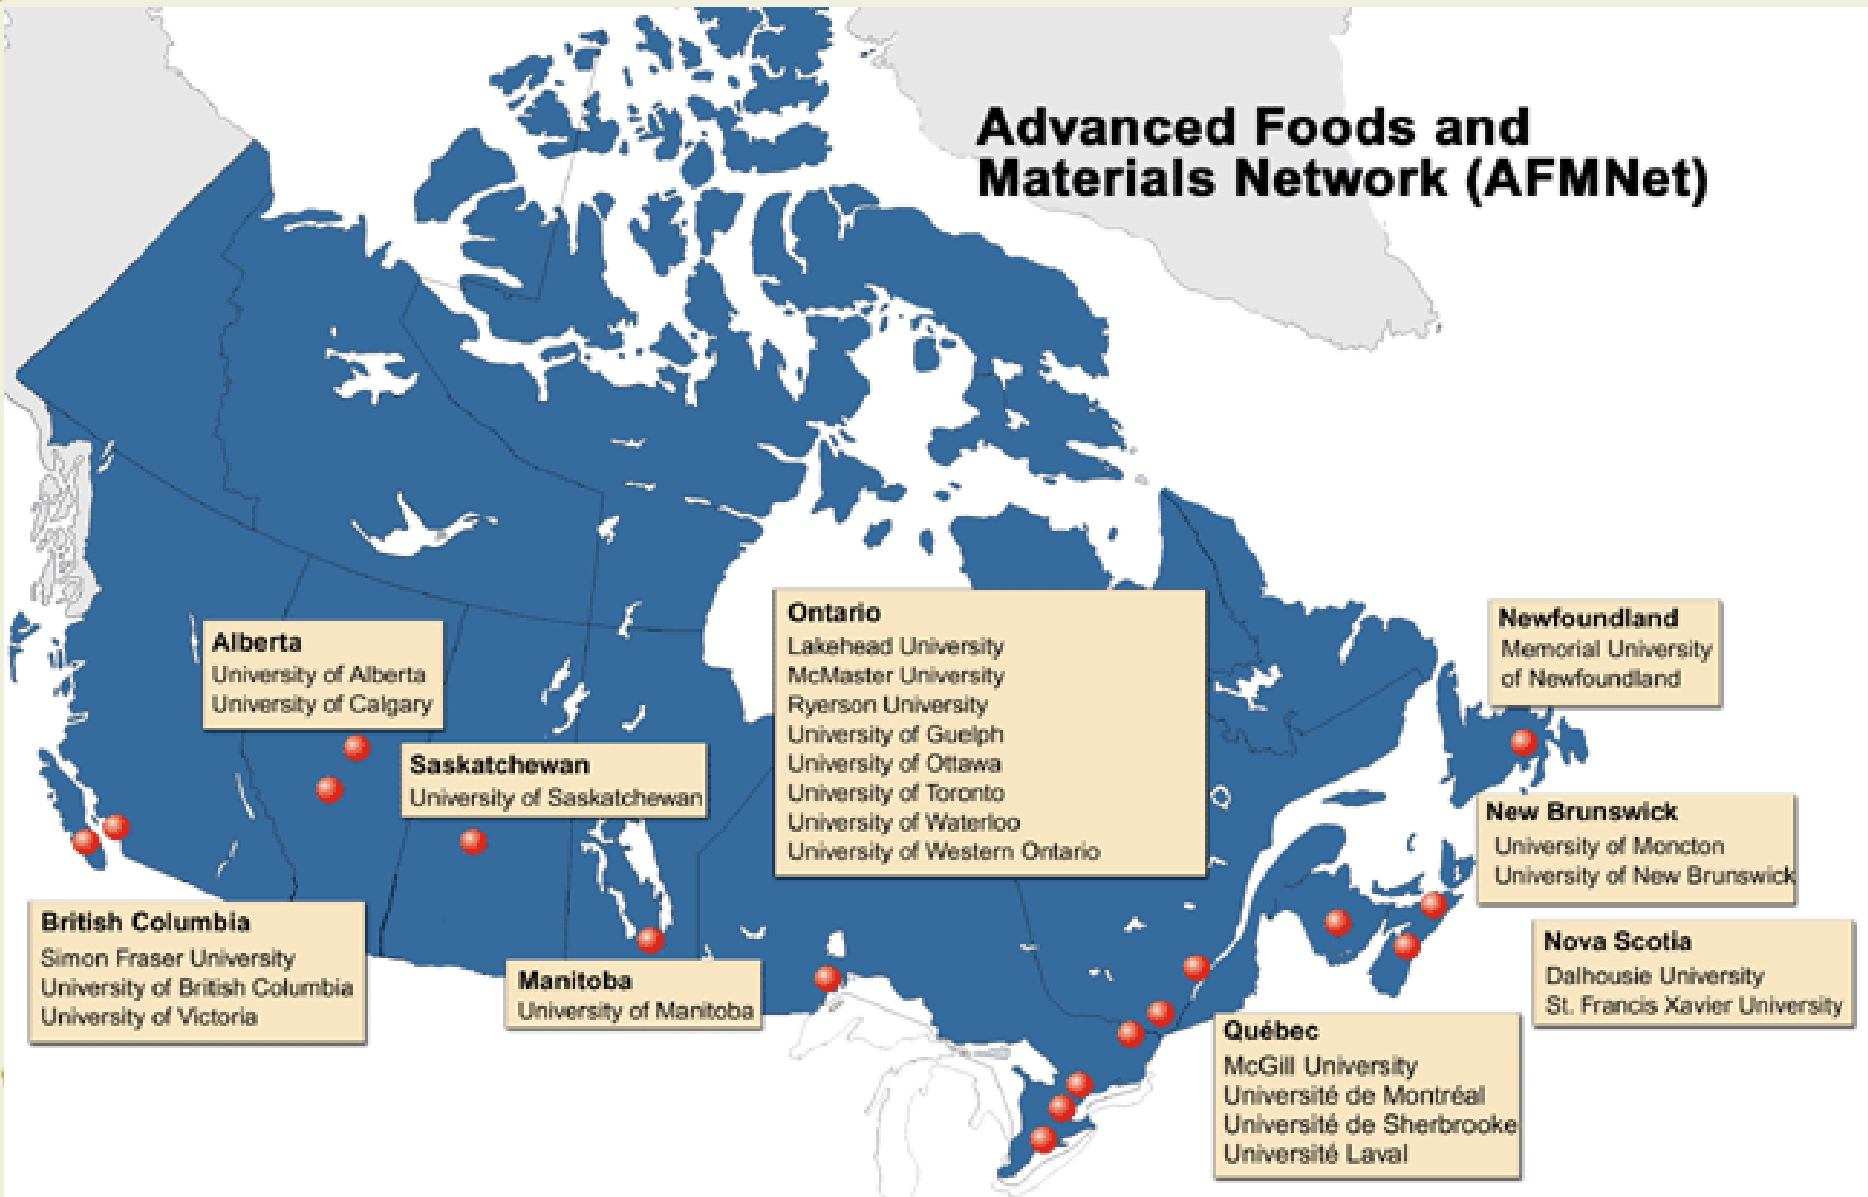 Advanced Foods and
Materials Network (AFMNet)
Alberta
University of Alberta
University of Calgary
Saskatchewan
University of Saskatchewan
British Columbia
Simon Fraser University
University of British Columbia
University of Victoria
Manitoba
University of Manitoba
Ontario
Lakehead University
McMaster University
Ryerson University
University of Guelph
University of Ottawa
University of Toronto
University of Waterloo
University of Western Ontario
Newfoundland
Memorial University
of Newfoundland
New Brunswick
University of Moncton
University of New Brunswick
Nova Scotia
Dalhousie University
St. Francis Xavier University
Québec
McGill University
Université de Montréal
Université de Sherbrooke
Université Laval